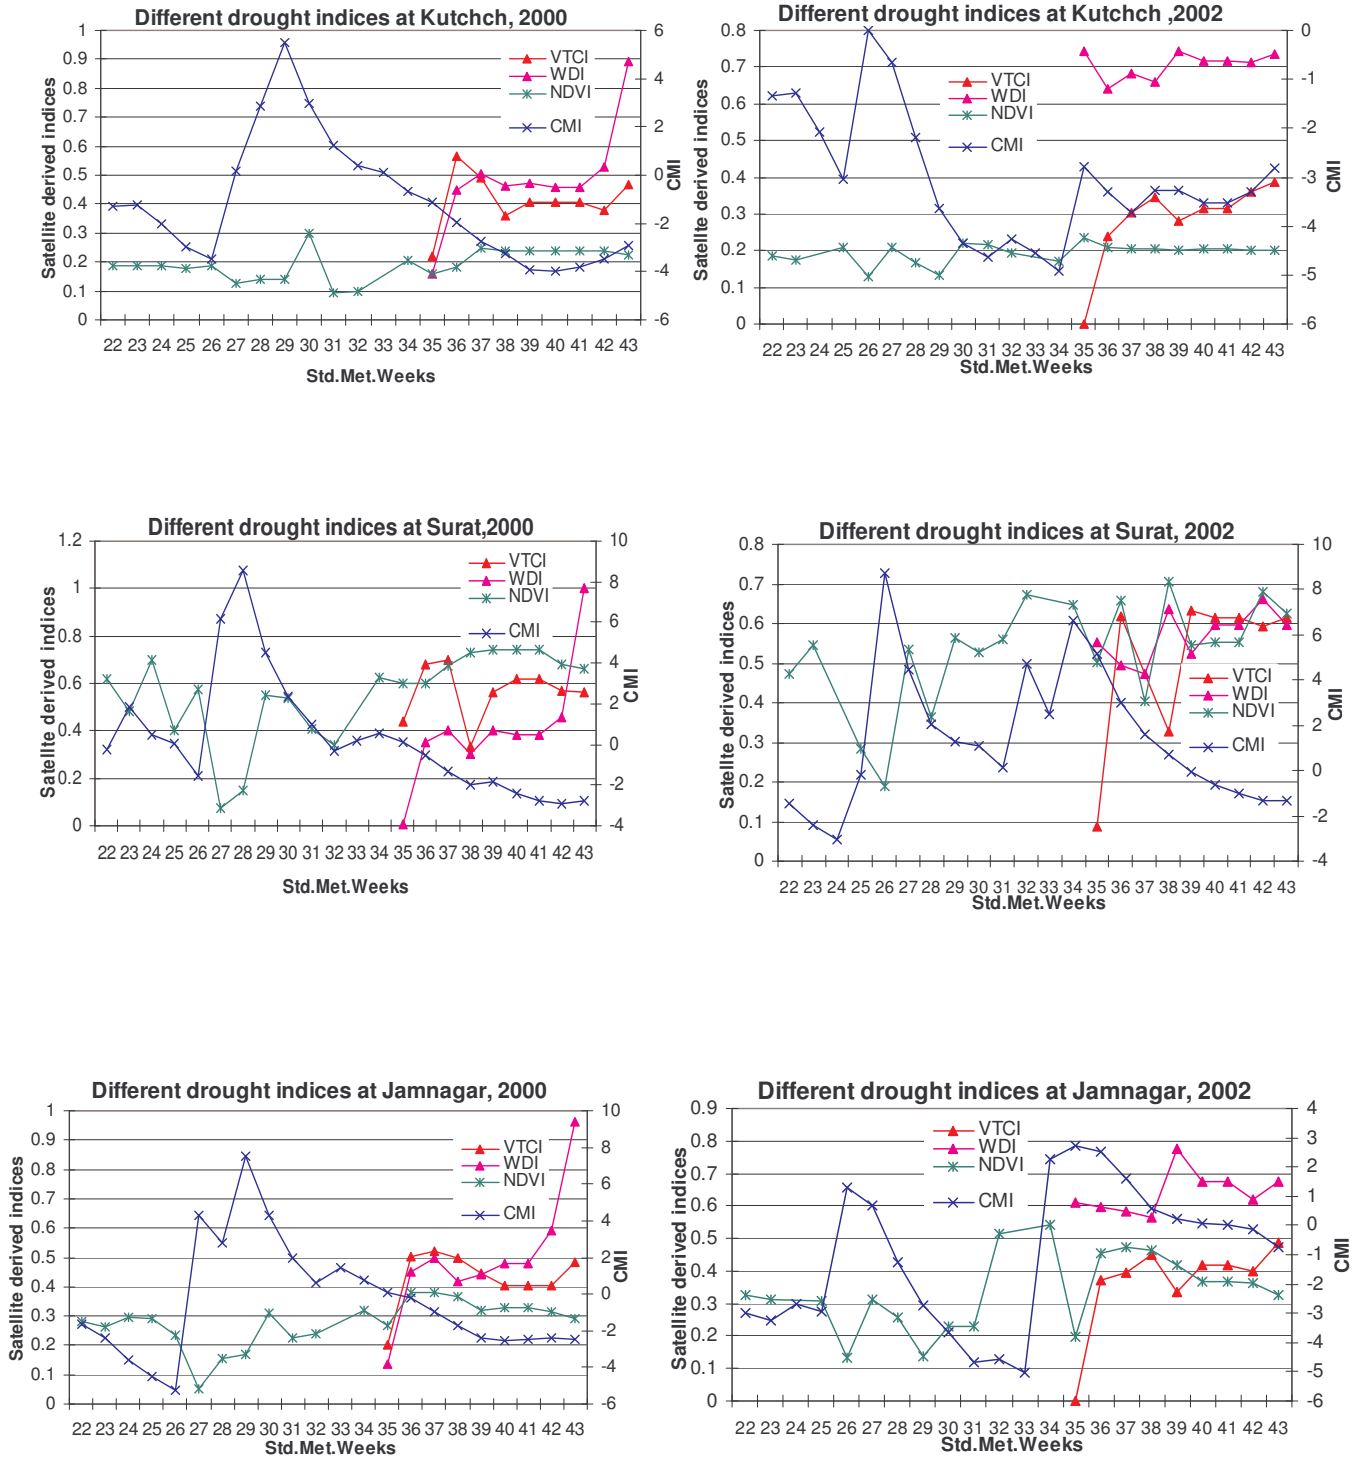 Different drought indices at Kutchch, 2000
1
0.9
0.8
0.7
0.6
0.5
0.4
0.3
0.2
0.1
0
Satellite derived indices
6
4
2
0
-2
-4
-6
CMI
VTCI
WDI
NDVI
CMI
22 23 24 25 26 27 28 29 30 31 32 33 34 35 36 37 38 39 40 41 42 43
Std.Met.Weeks
Different drought indices at Kutchch ,2002
0.8
0.7
0.6
0.5
0.4
0.3
0.2
0.1
0
Satellte derived indices
0
-1
-2
-3
-4
-5
-6
CMI
VTCI
WDI
NDVI
CMI
22 23 24 25 26 27 28 29 30 31 32 33 34 35 36 37 38 39 40 41 42 43
Std.Met.Weeks
Different drought indices at Surat,2000
1.2
1
0.8
0.6
0.4
0.2
0
Satellite derived indices
10
8
6
4
2
0
-2
-4
CMI
VTCI
WDI
NDVI
CMI
22 23 24 25 26 27 28 29 30 31 32 33 34 35 36 37 38 39 40 41 42 43
Std.Met.Weeks
Different drought indices at Surat, 2002
0.8
0.7
0.6
0.5
0.4
0.3
0.2
0.1
0
Satellite derived indices
10
8
6
4
2
0
-2
-4
CMI
VTCI
WDI
NDVI
CMI
22 23 24 25 26 27 28 29 30 31 32 33 34 35 36 37 38 39 40 41 42 43
Std.Met.Weeks
Different drought indices at Jamnagar, 2000
1
0.9
0.8
0.7
0.6
0.5
0.4
0.3
0.2
0.1
0
Satellite derived indices
10
8
6
4
2
0
-2
-4
-6
CMI
VTCI
WDI
NDVI
CMI
22 23 24 25 26 27 28 29 30 31 32 33 34 35 36 37 38 39 40 41 42 43
Std.Met.Weeks
Different drought indices at Jamnagar, 2002
0.9
0.8
0.7
0.6
0.5
0.4
0.3
0.2
0.1
0
Satellite derived indices
4
3
2
1
0
-1
-2
-3
-4
-5
-6
CMI
VTCI
WDI
NDVI
CMI
22 23 24 25 26 27 28 29 30 31 32 33 34 35 36 37 38 39 40 41 42 43
Std.Met.Weeks